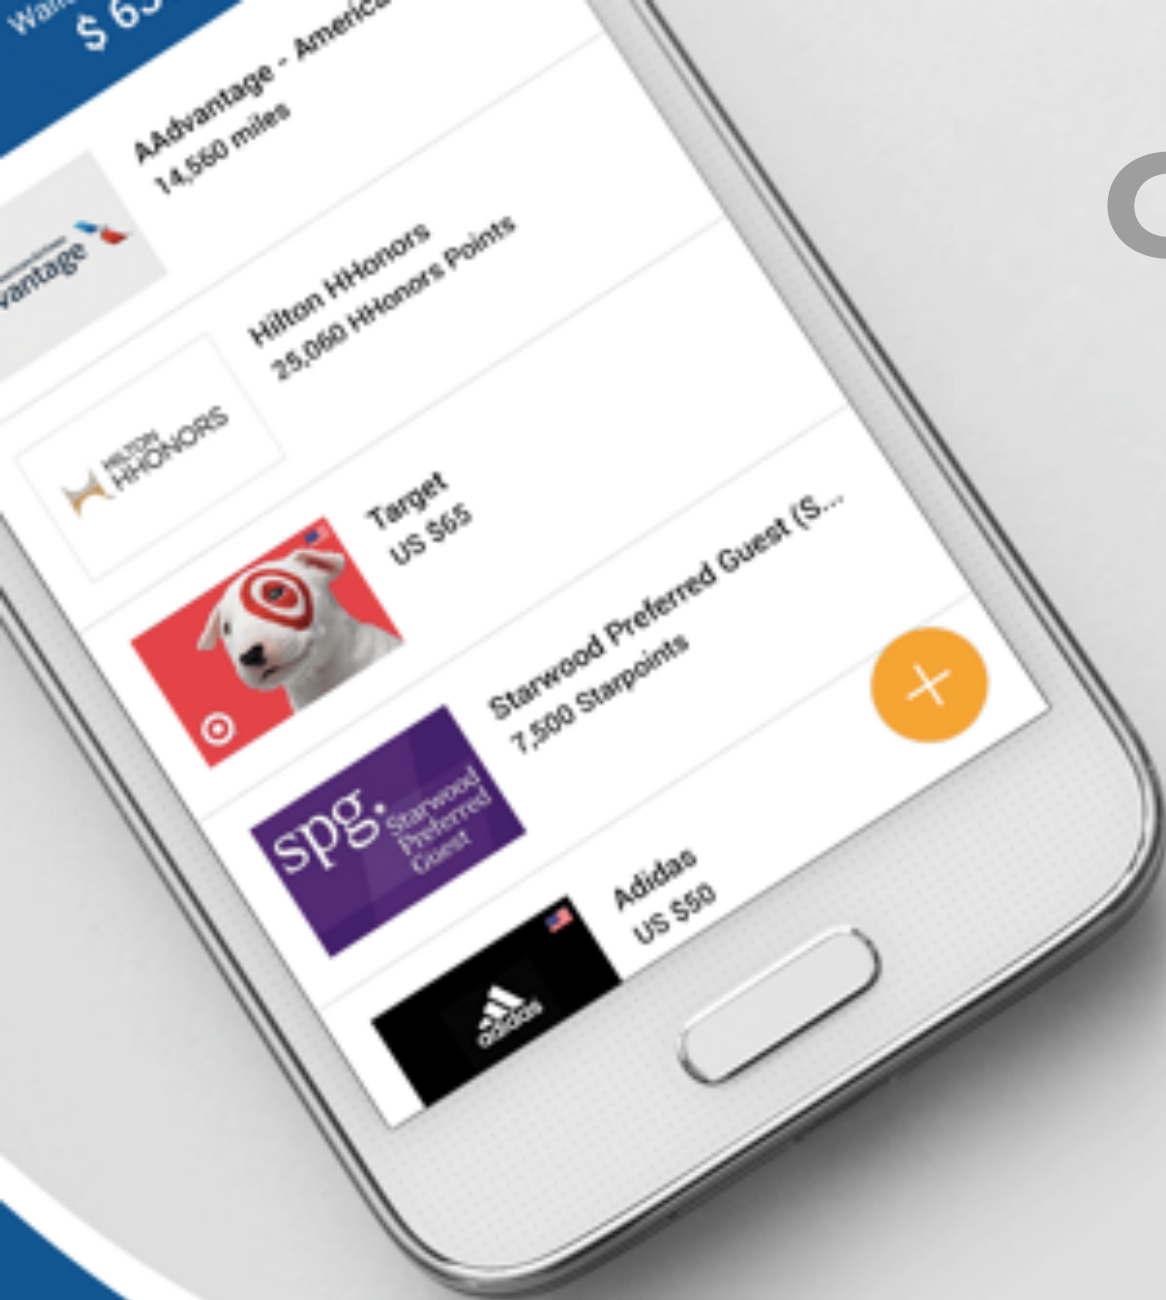 $ 65
AAdvantage - America
14,560 miles
vantage
Hilton HHonors
25,060 HHonors Points
HILTON
HHONORS
Target
US $65
Starwood Preferred Guest (S...
7,500 Starpoints
spg.
Starwood
Preferred
Guest
Adidas
US $50
adidas